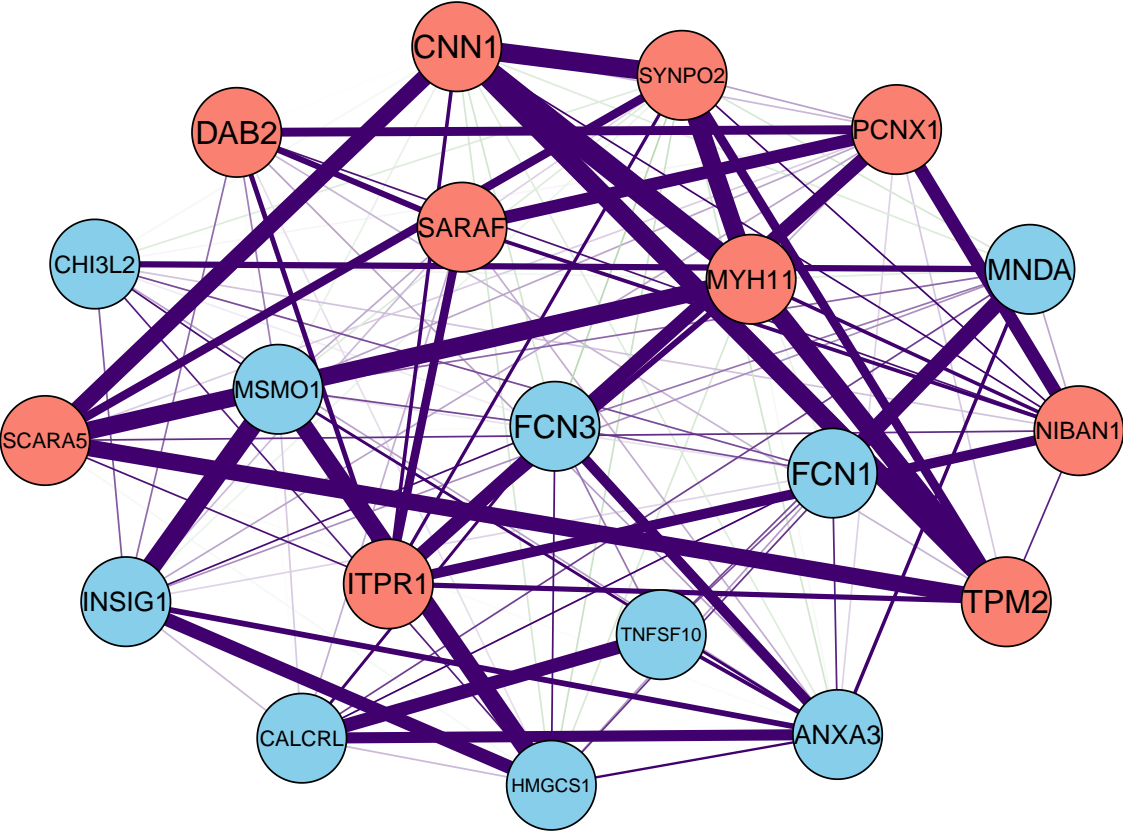 CNN1
SYNPO2
DAB2
PCNX1
SARAF
CHI3L2
MYH11
MNDA
MSMO1
SCARA5
FCN3
NIBAN1
FCN1
ITPR1
INSIG1
TPM2
TNFSF10
CALCRL
ANXA3
HMGCS1